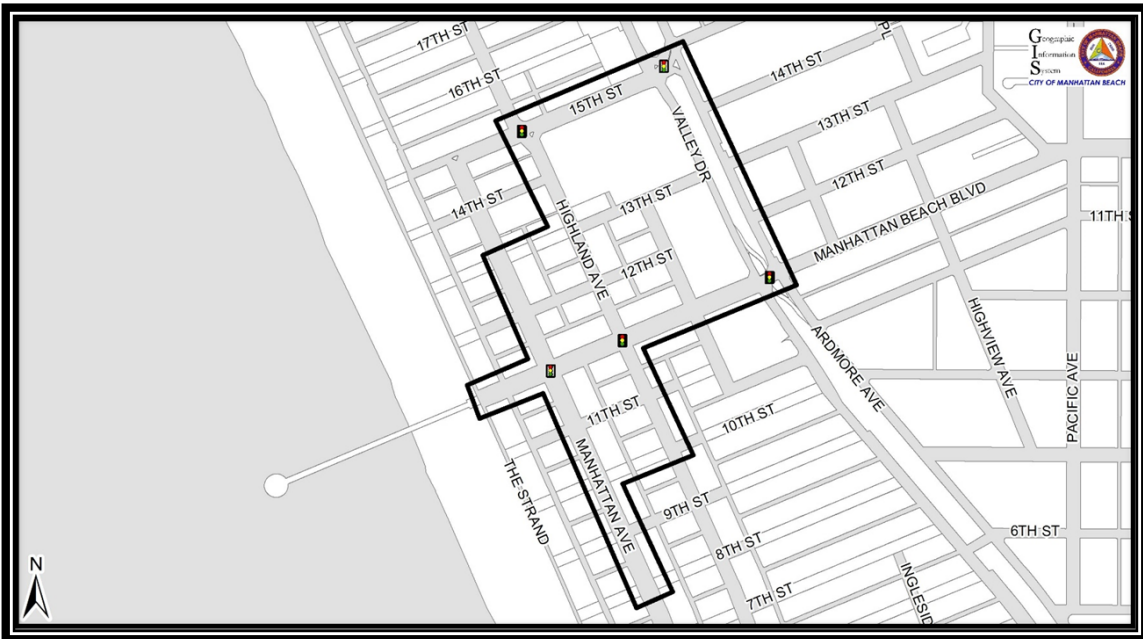 17TH ST
PL
Geographic
Information
System
CITY OF MANHATTAN BEACH
16TH ST
14TH ST
15TH ST
13TH ST
VALLEY DR
12TH ST
14TH ST
13TH ST
MANHATTAN BEACH BLVD
11TH S
HIGHLAND AVE
12TH ST
HIGHVIEW AVE
ARDMORE AVE
PACIFIC AVE
11TH ST
10TH ST
MANHATTAN AVE
THE STRAND
9TH ST
8TH ST
6TH ST
7TH ST
INGLESID
N